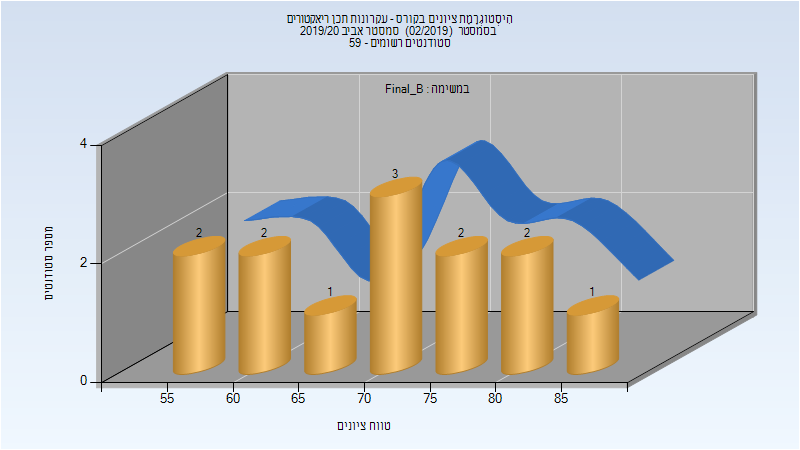 היסטוגרמת ציונים בקורס - עקרונות תכן ריאקטורים
בסמסטר (02/2019) סמסטר אביב 2019/20
סטודנטים רשומים - 59
במשימה : Final_B
4
2
0
מספר סטודנטים
2
2
1
3
2
2
1
55
60
65
70
75
80
85
טווח ציונים